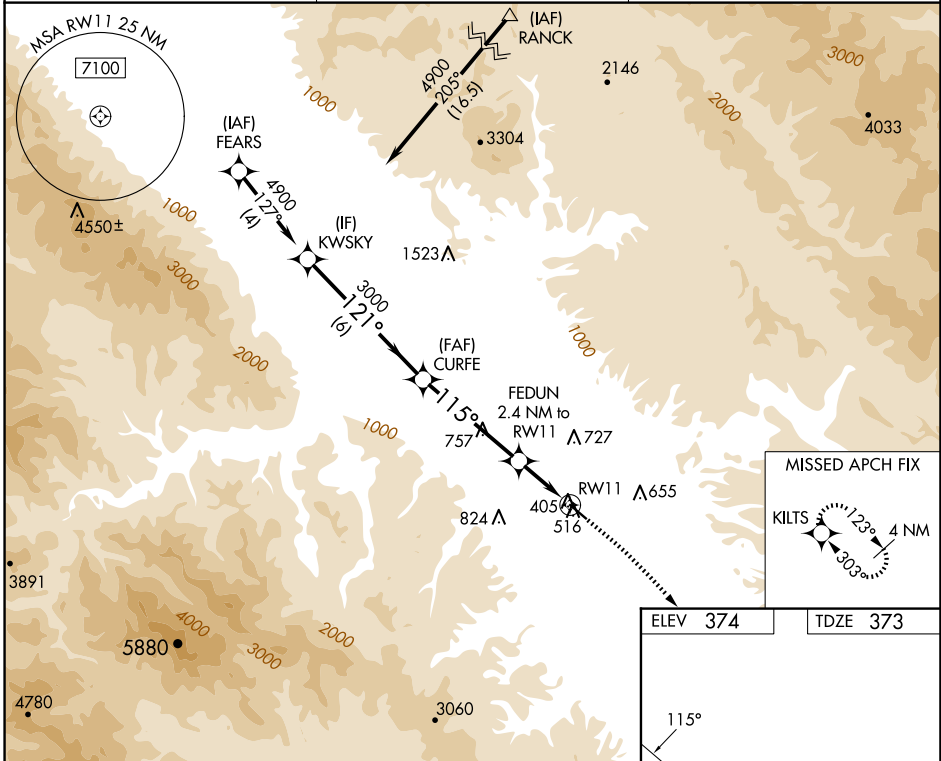 MSA RW11 25 NM
7100
(IAF)
RANCK
4900
205°
(16.5)
1000
2146
3000
2000
4033
3304
(IAF)
FEARS
4900
127°
(4)
4550±
1000
3000
(IF)
KWSKY
1523
3000
121°
(6)
2000
1000
(FAF)
CURFE
115°
FEDUN
2.4 NM to
RW11
757
727
1000
RW11
655
405
516
824
MISSED APCH FIX
KILTS
123°
4 NM
303°
3891
4000
5880
3000
2000
4780
3060
ELEV 374
TDZE 373
115°